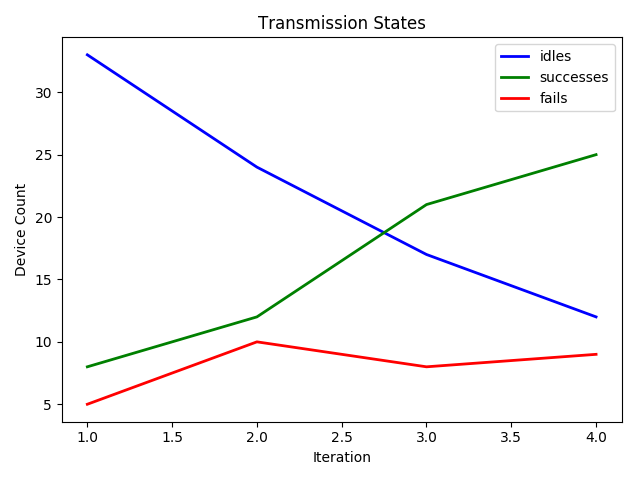 Transmission States
idles
successes
fails
Device Count
30
25
20
15
10
5
1.0 1.5 2.0 2.5 3.0 3.5 4.0
Iteration